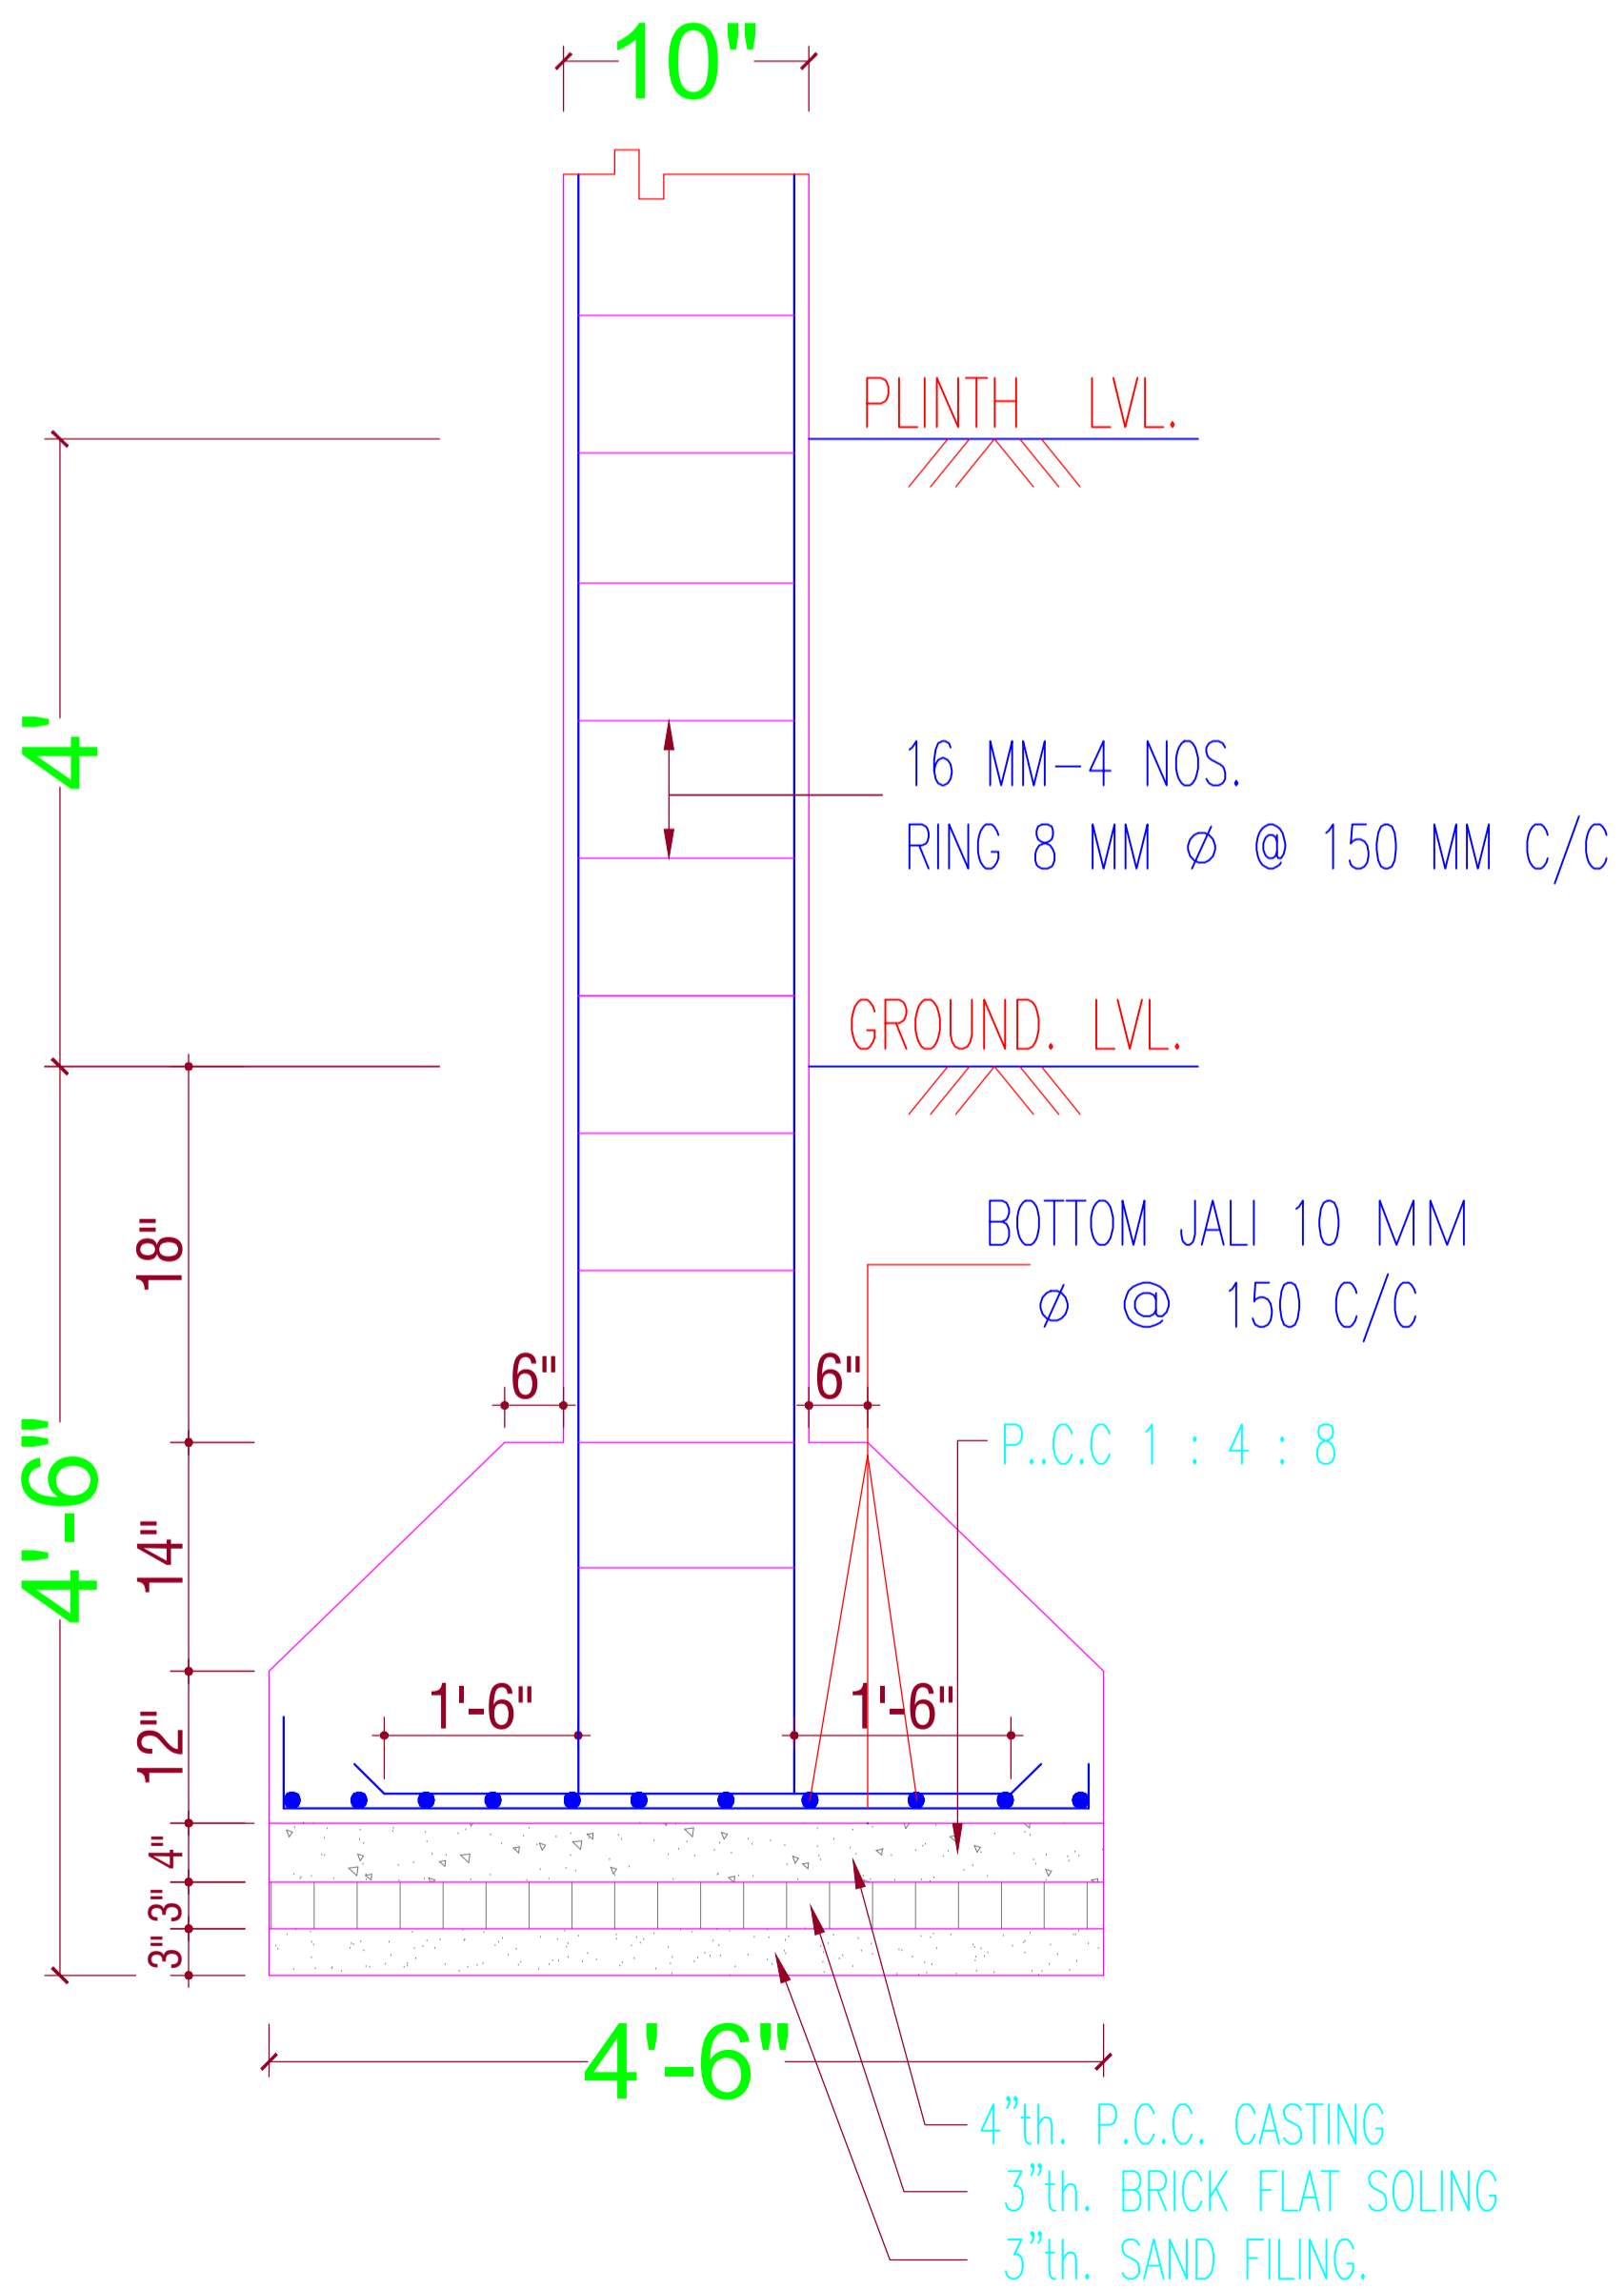 10"
PLINTH LVL.
4'
16 MM-4 NOS.
RING 8 MM ⌀ @ 150 MM C/C
GROUND. LVL.
18"
BOTTOM JALI 10 MM
⌀ @ 150 C/C
6"
6"
P..C.C 1 : 4 : 8
4'-6"
14"
1'-6"
1'-6"
12"
4"
3"
3"
4'-6"
4"th. P.C.C. CASTING
3"th. BRICK FLAT SOLING
3"th. SAND FILING.